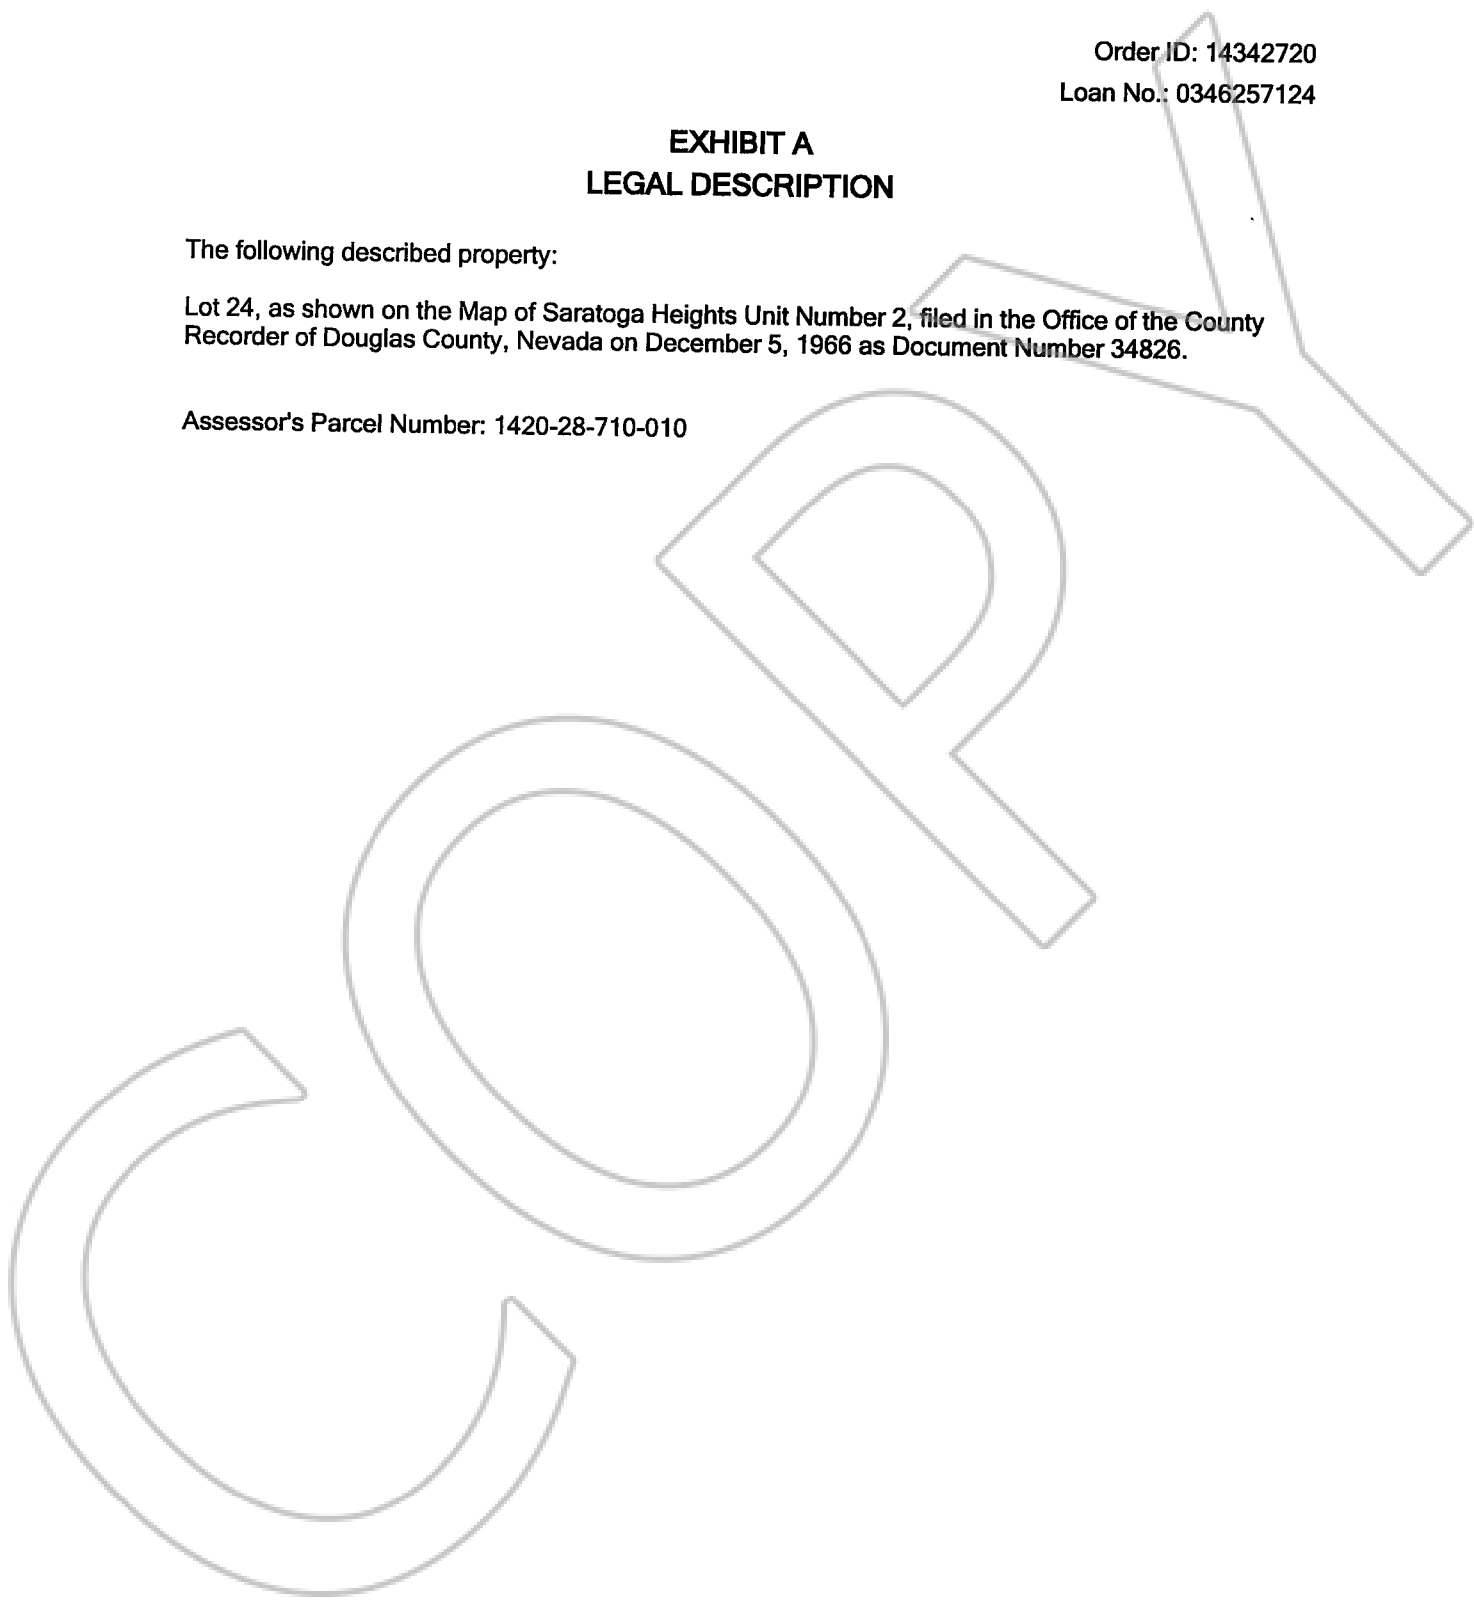 Order ID: 14342720
Loan No.: 0346257124
EXHIBIT A
LEGAL DESCRIPTION
The following described property:
Lot 24, as shown on the Map of Saratoga Heights Unit Number 2, filed in the Office of the County
Recorder of Douglas County, Nevada on December 5, 1966 as Document Number 34826.
Assessor's Parcel Number: 1420-28-710-010
COPY